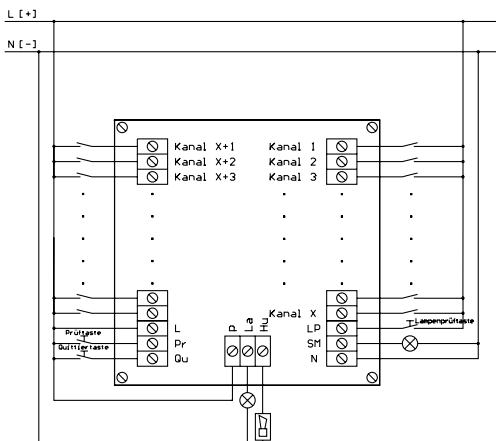 L [+]
N [-]
Kanal X+1 Kanal 1
Kanal X+2 Kanal 2
Kanal X+3 Kanal 3
Kanal X
Prüftaste L P La Hu LP Lampenprüftaste
Quittiertaste Pr SM
Qu N